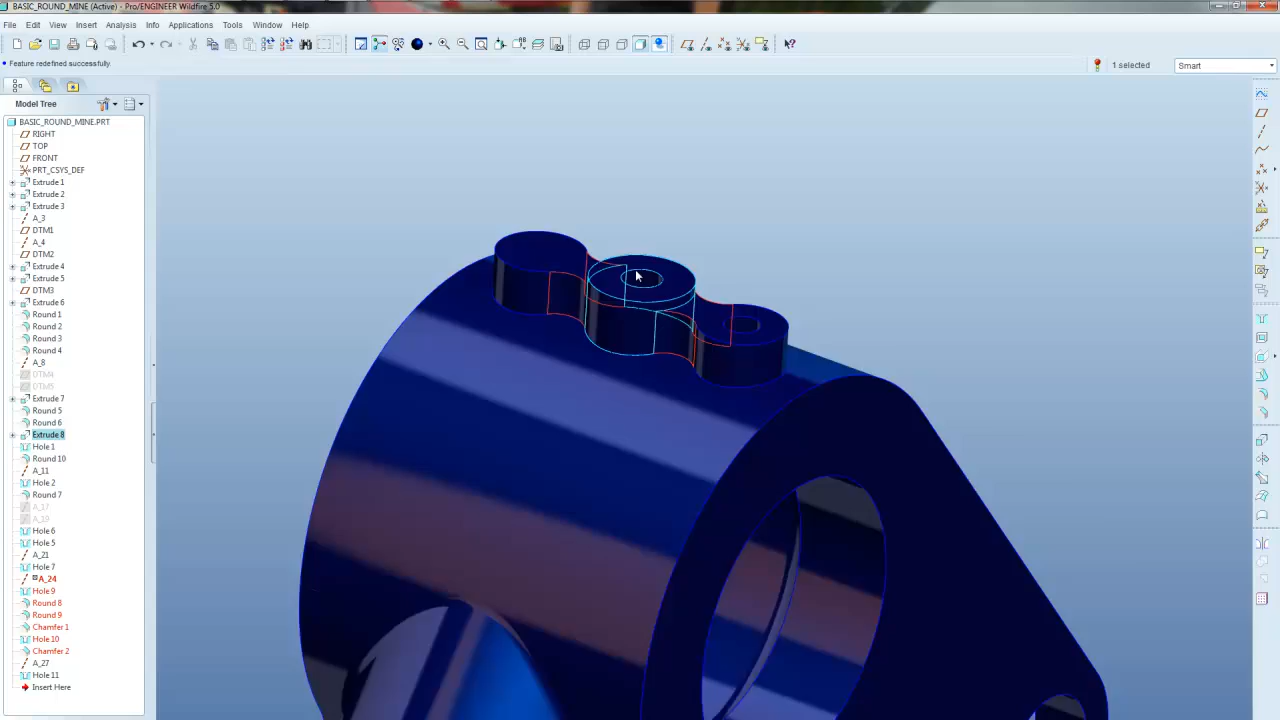 BASIC_ROUND_MINE (Active) - Pro/ENGINEER Wildfire 5.0
File Edit View Insert Analysis Info Applications Tools Window Help
Feature redefined successfully.
1 selected
Smart
Model Tree
BASIC_ROUND_MINE.PRT
RIGHT
TOP
FRONT
PRT_CSYS_DEF
Extrude 1
Extrude 2
Extrude 3
A_3
DTM1
A_4
DTM2
Extrude 4
Extrude 5
DTM3
Extrude 6
Round 1
Round 2
Round 3
Round 4
A_8
DTM4
DTM5
Extrude 7
Round 5
Round 6
Extrude 8
Hole 1
Round 10
A_11
Hole 2
Round 7
A_17
A_19
Hole 6
Hole 5
A_21
Hole 7
A_24
Hole 9
Round 8
Round 9
Chamfer 1
Hole 10
Chamfer 2
A_27
Hole 11
Insert Here